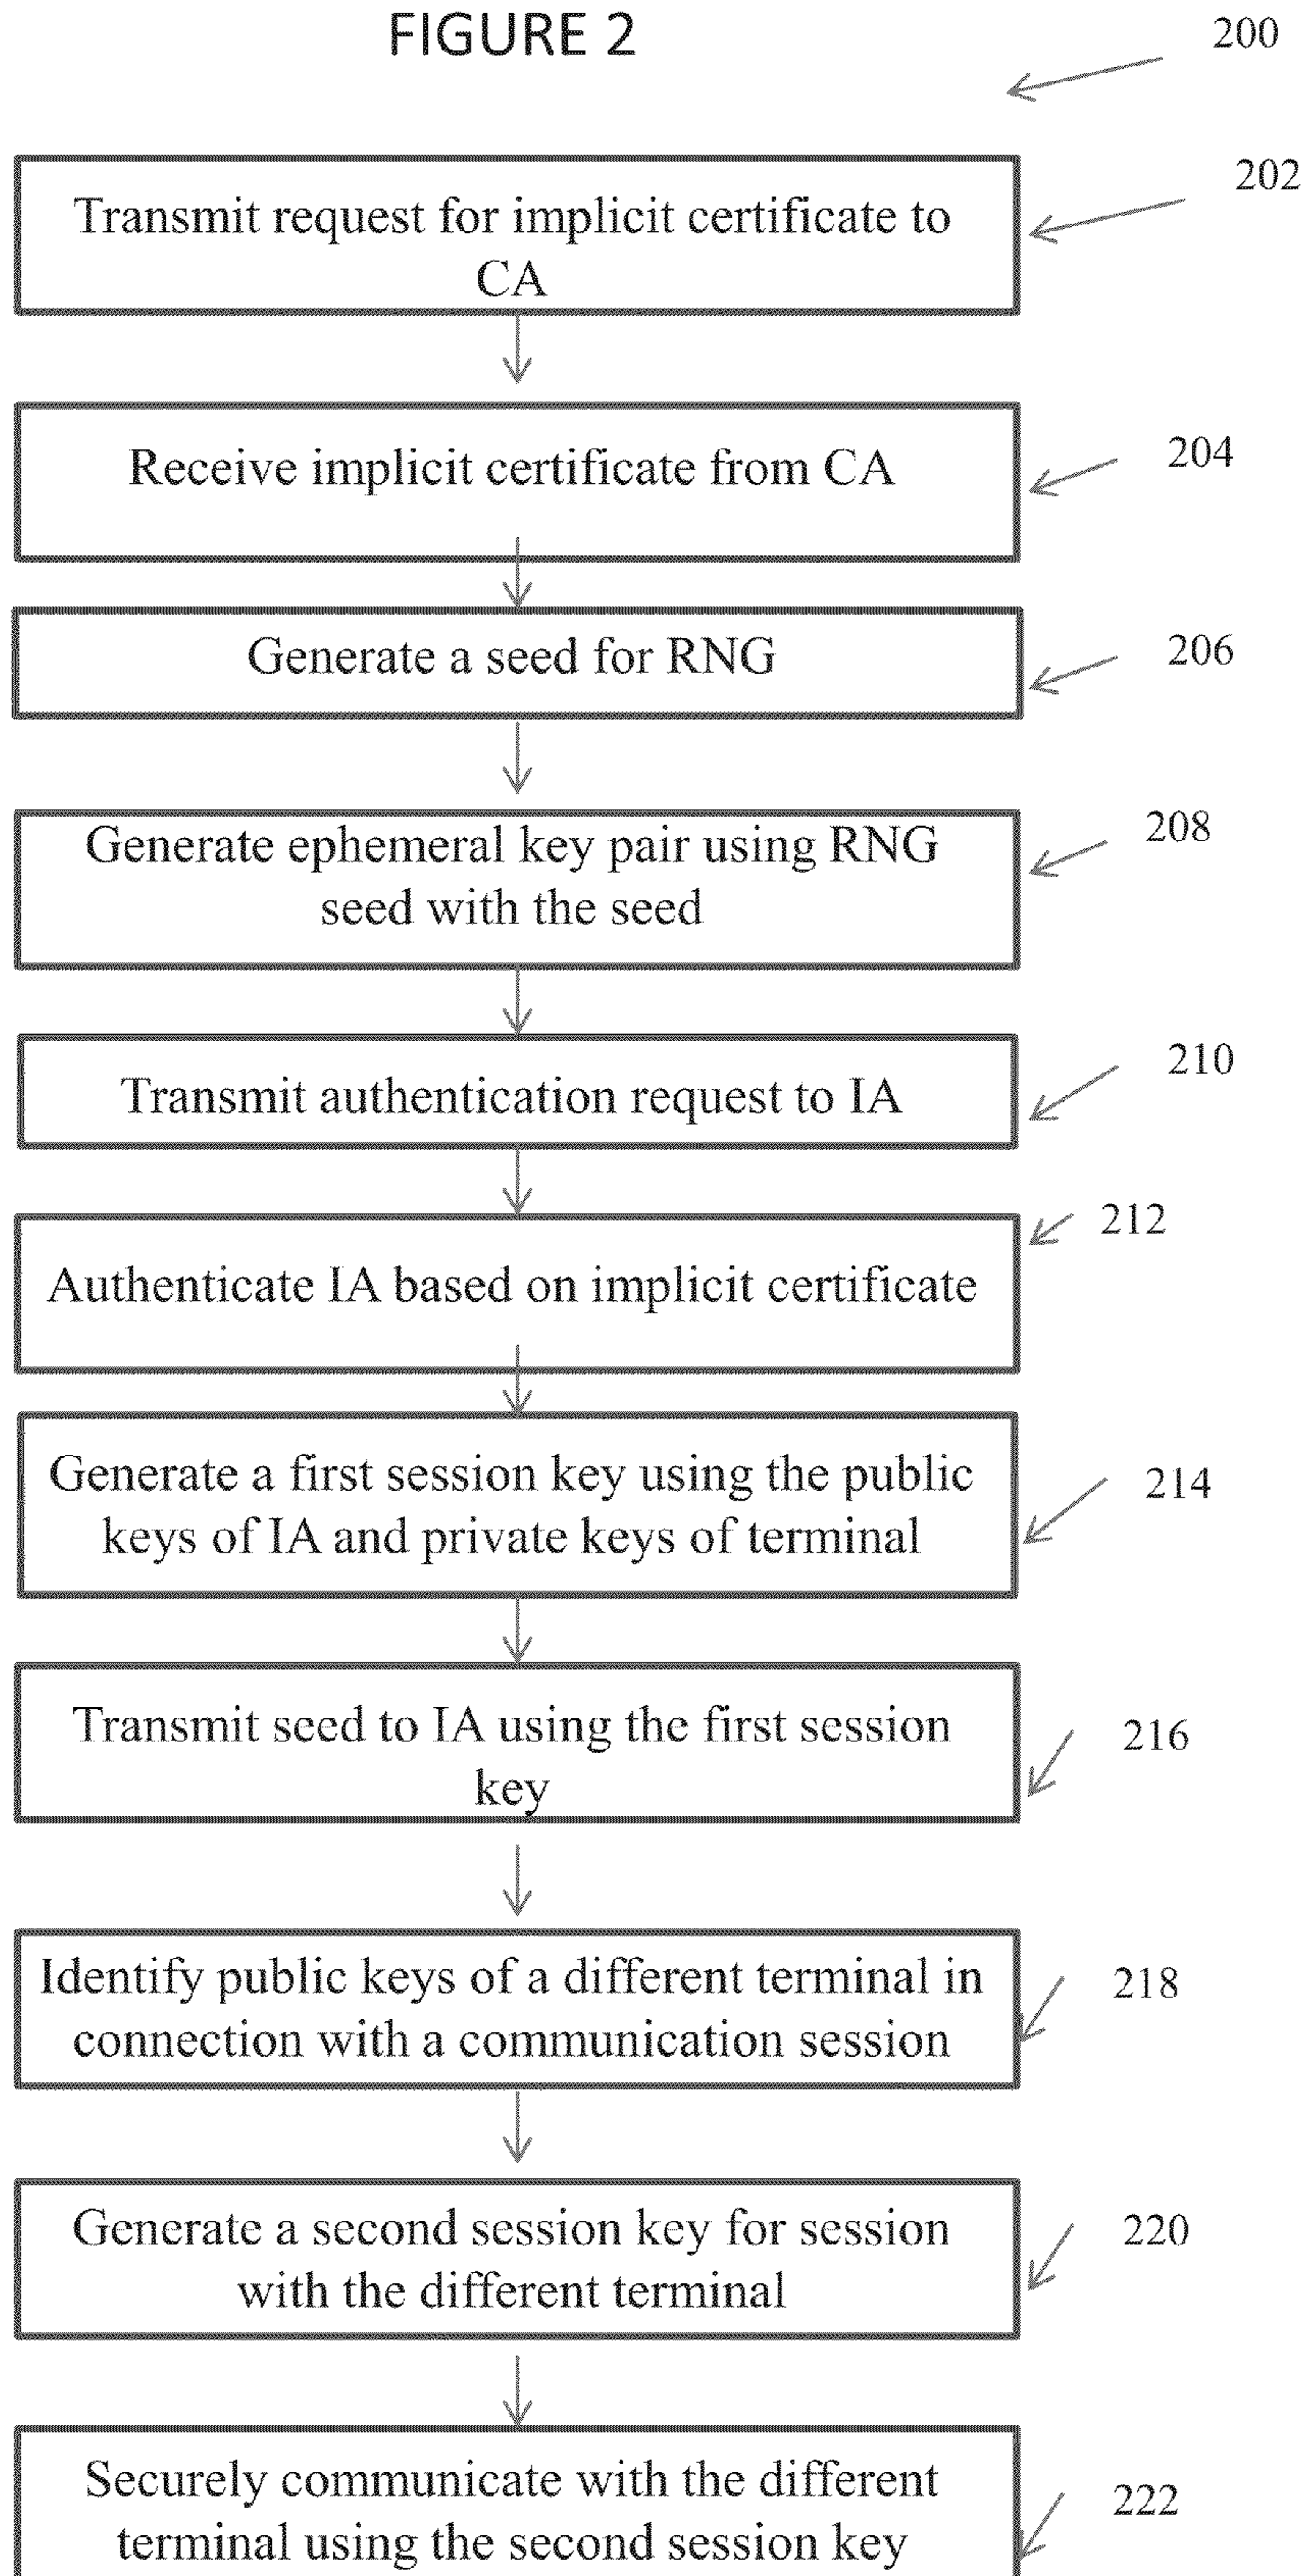 FIGURE 2
200
202
Transmit request for implicit certificate to
CA
Receive implicit certificate from CA
204
Generate a seed for RNG
206
Generate ephemeral key pair using RNG
seed with the seed
208
Transmit authentication request to IA
210
Authenticate IA based on implicit certificate
212
Generate a first session key using the public
keys of IA and private keys of terminal
214
Transmit seed to IA using the first session
key
216
Identify public keys of a different terminal in
connection with a communication session
218
Generate a second session key for session
with the different terminal
220
Securely communicate with the different
terminal using the second session key
222